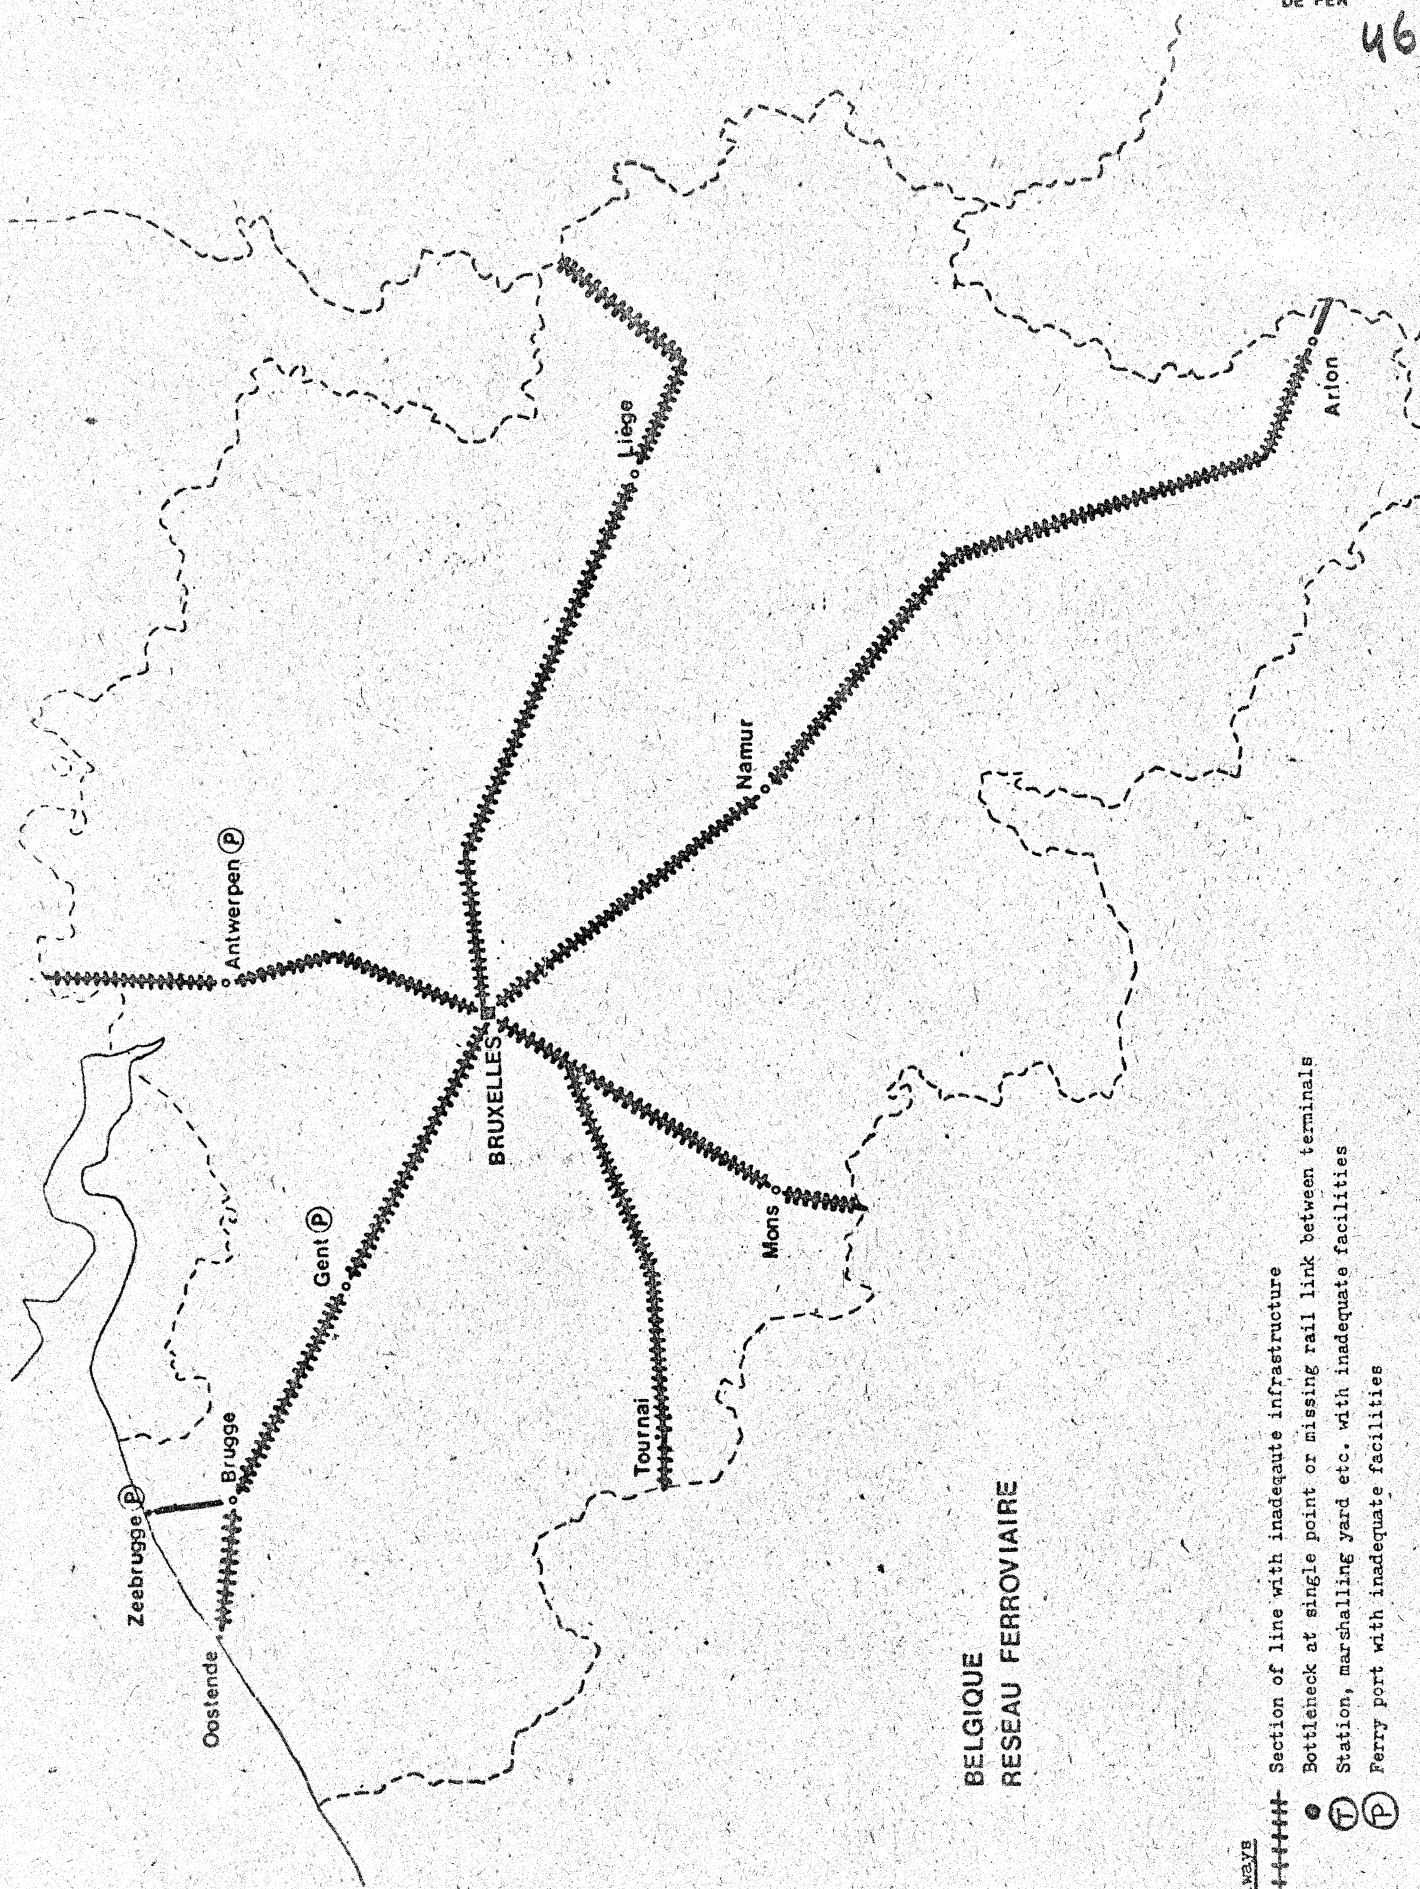 46
Zeebrugge P
Oostende
Brugge
Gent P
Antwerpen P
BRUXELLES
Liege
Namur
Tournai
Mons
Arlon
BELGIQUE
RESEAU FERROVIAIRE
ways
Section of line with inadeqaute infrastructure
Bottleneck at single point or missing rail link between terminals
T Station, marshalling yard etc. with inadequate facilities
P Ferry port with inadequate facilities